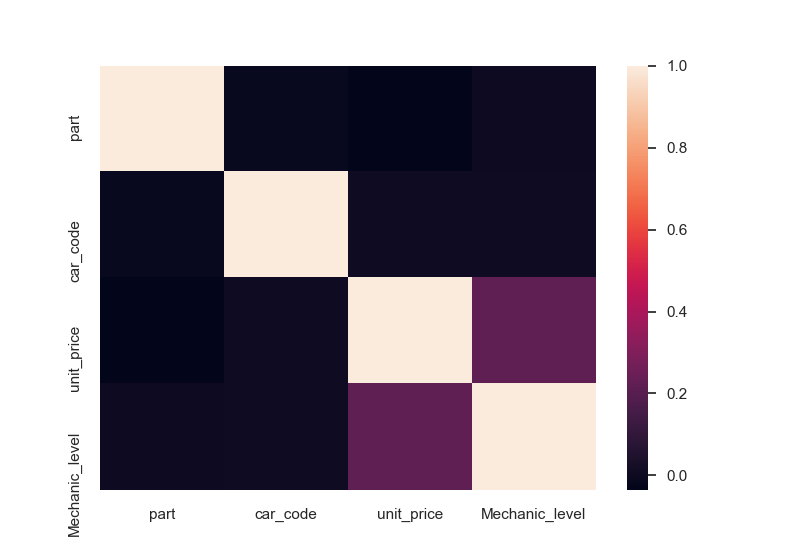 part
car_code
unit_price
Mechanic_level
part
car_code
unit_price
Mechanic_level
1.0
0.8
0.6
0.4
0.2
0.0